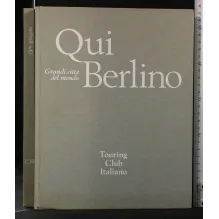 Qui
Grandi città
del mondo
Berlino
Touring
Club
Italiano